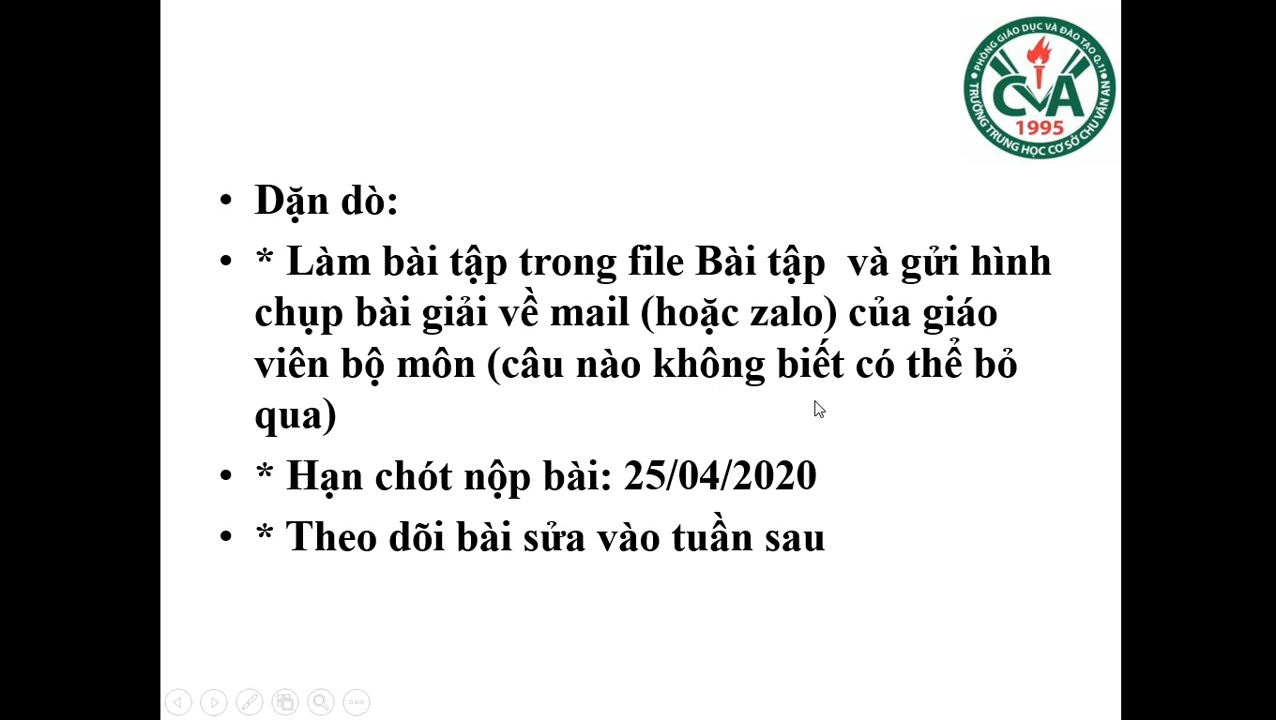 PHÒNG GIÁO DỤC VÀ ĐÀO TẠO Q.11
CVA
1995
TRƯỜNG TRUNG HỌC CƠ SỞ CHU VĂN AN
• Dặn dò:
• * Làm bài tập trong file Bài tập  và gửi hình
chụp bài giải về mail (hoặc zalo) của giáo
viên bộ môn (câu nào không biết có thể bỏ
qua)
• * Hạn chót nộp bài: 25/04/2020
• * Theo dõi bài sửa vào tuần sau